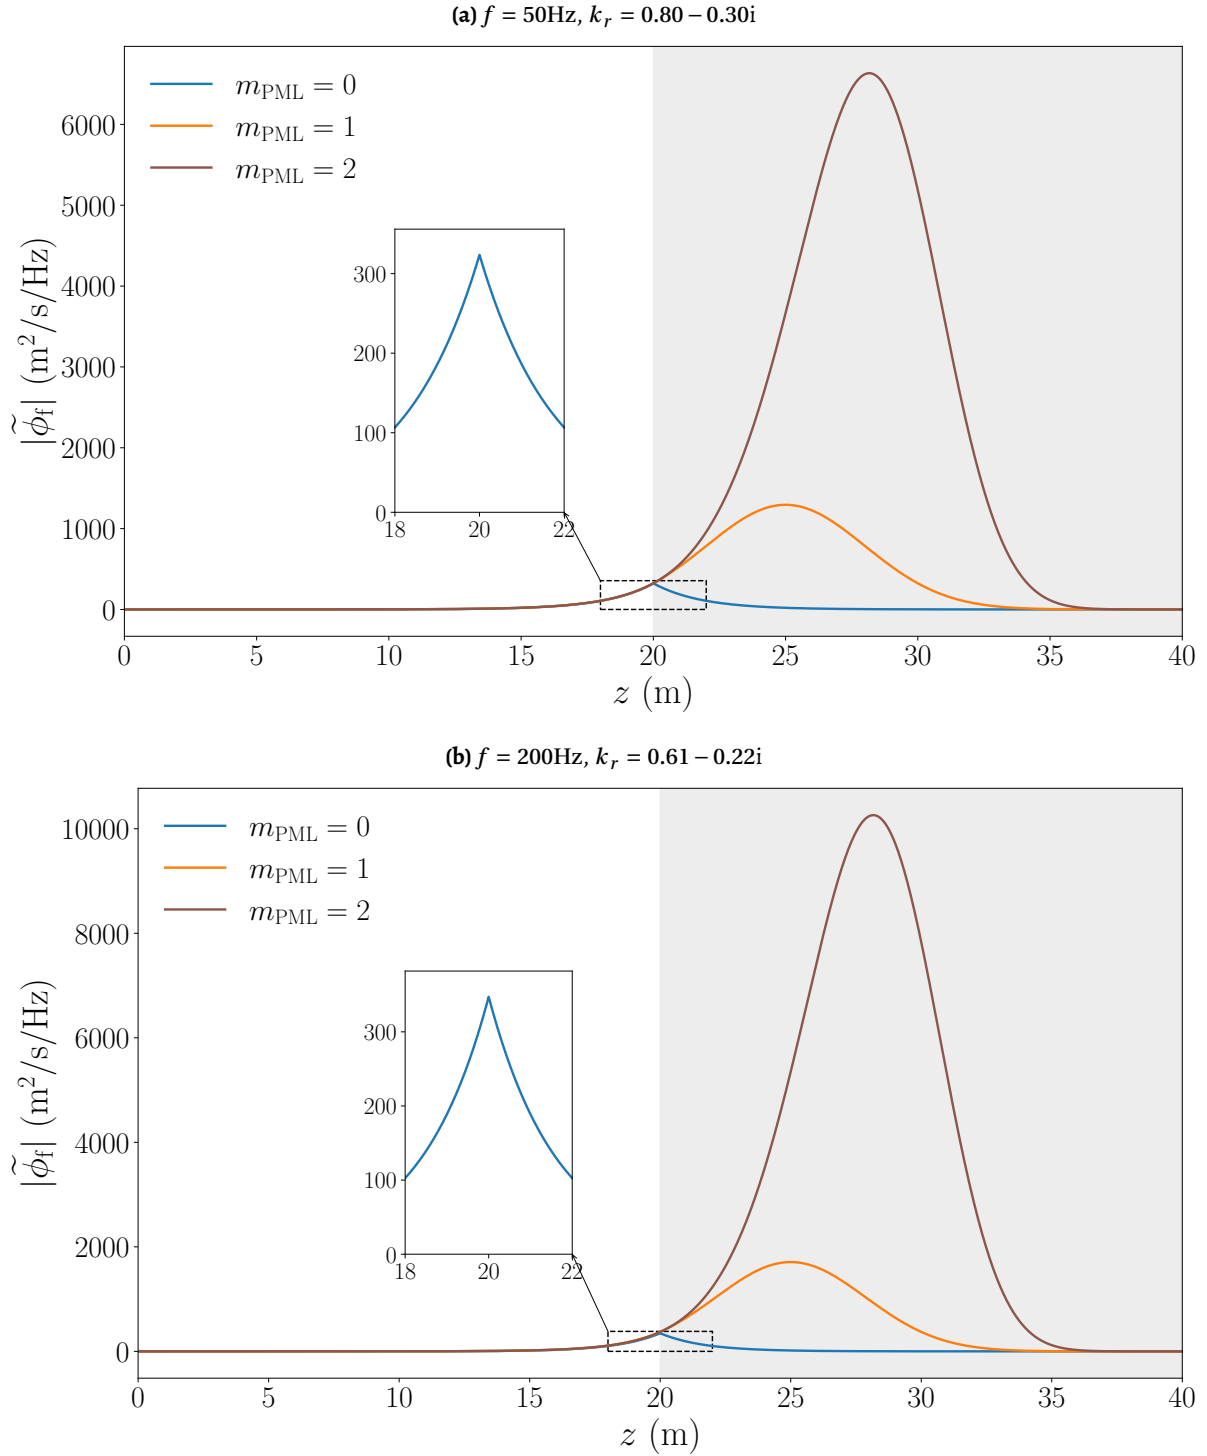 (a) f = 50Hz, k_r = 0.80 – 0.30i
m_PML = 0
m_PML = 1
m_PML = 2
6000
5000
4000
3000
2000
1000
0
|ϕ̃_f| (m²/s/Hz)
300
200
100
0
18 20 22
0 5 10 15 20 25 30 35 40
z (m)
(b) f = 200Hz, k_r = 0.61 – 0.22i
m_PML = 0
m_PML = 1
m_PML = 2
10000
8000
6000
4000
2000
0
|ϕ̃_f| (m²/s/Hz)
300
200
100
0
18 20 22
0 5 10 15 20 25 30 35 40
z (m)